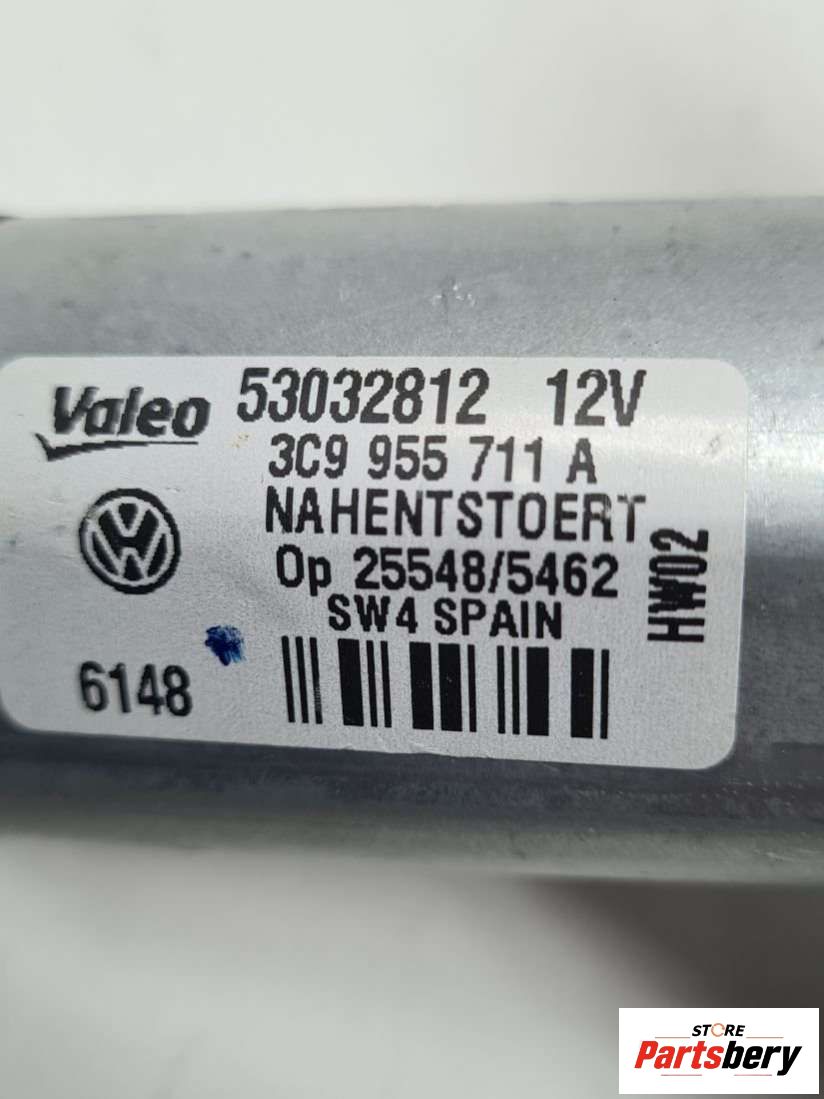 Valeo 53032812 12V
3C9 955 711 A
NAHENTSTOERT
Op 25548/5462
SW4 SPAIN
HW02
6148
STORE
Partsbery